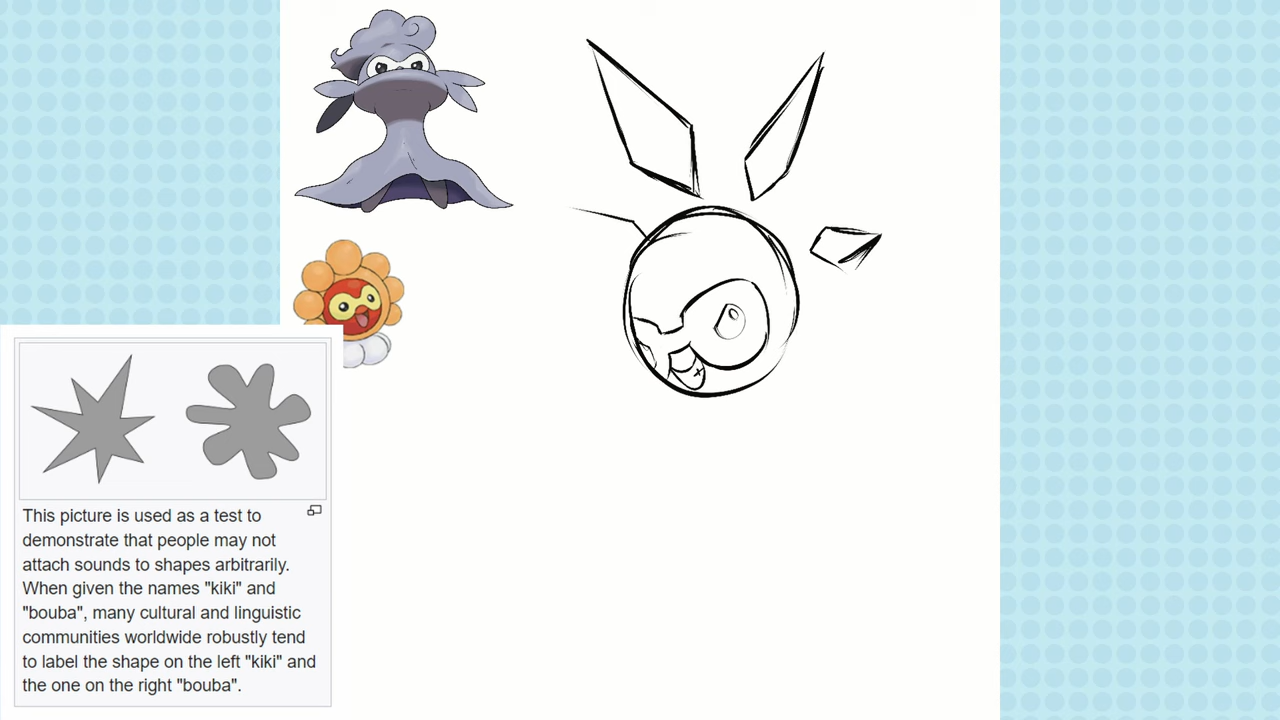 This picture is used as a test to
demonstrate that people may not
attach sounds to shapes arbitrarily.
When given the names "kiki" and
"bouba", many cultural and linguistic
communities worldwide robustly tend
to label the shape on the left "kiki" and
the one on the right "bouba".